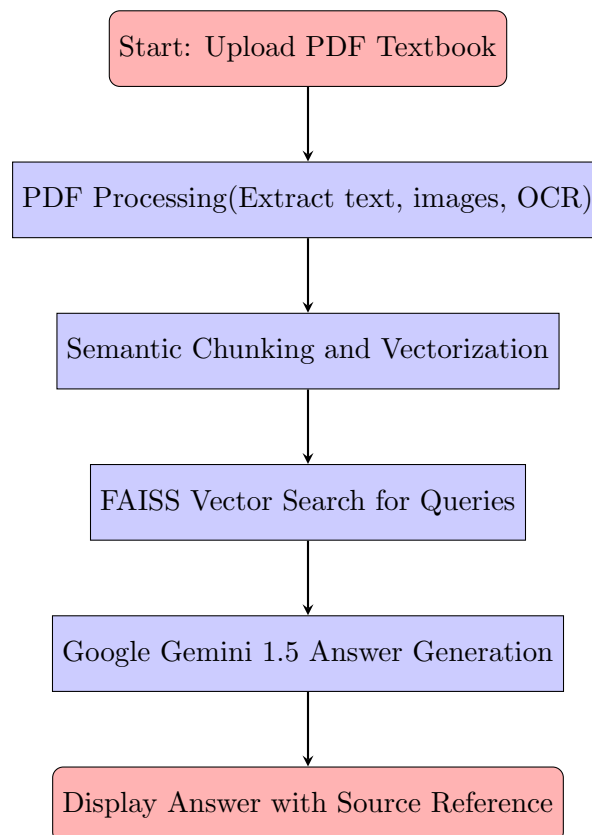 Start: Upload PDF Textbook
PDF Processing(Extract text, images, OCR)
Semantic Chunking and Vectorization
FAISS Vector Search for Queries
Google Gemini 1.5 Answer Generation
Display Answer with Source Reference